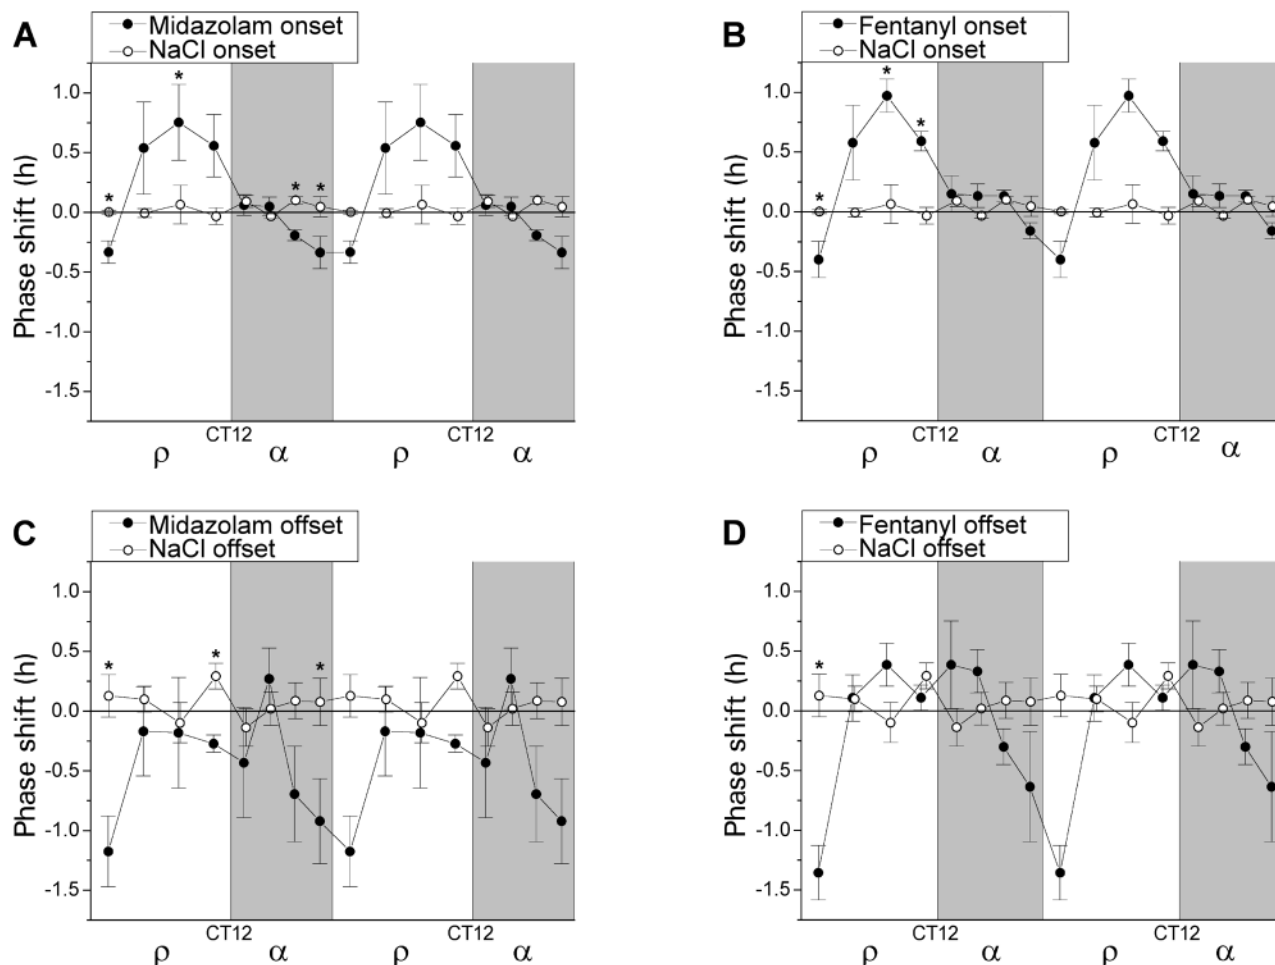 A
Midazolam onset
NaCl onset
* * * *
1.0
0.5
0.0
-0.5
-1.0
-1.5
Phase shift (h)
CT12 CT12
ρ α ρ α
B
Fentanyl onset
NaCl onset
* * *
1.0
0.5
0.0
-0.5
-1.0
-1.5
Phase shift (h)
CT12 CT12
ρ α ρ α
C
Midazolam offset
NaCl offset
* * *
1.0
0.5
0.0
-0.5
-1.0
-1.5
Phase shift (h)
CT12 CT12
ρ α ρ α
D
Fentanyl offset
NaCl offset
*
1.0
0.5
0.0
-0.5
-1.0
-1.5
Phase shift (h)
CT12 CT12
ρ α ρ α